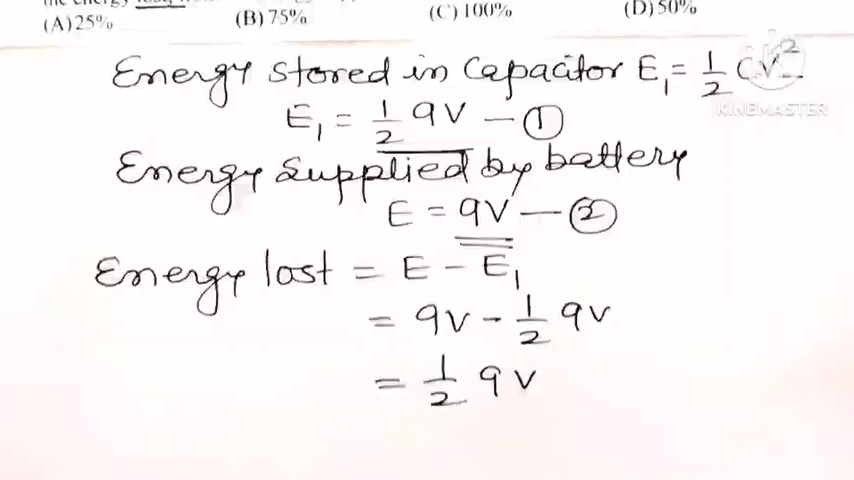 (A) 25% (B) 75% (C) 100% (D) 50%
Energy stored in Capacitor E₁ = 1/2 CV²
KINEMASTER
E₁ = 1/2 qV — ①
Energy Supplied by battery
E = qV — ②
Energy lost = E - E₁
= qV - 1/2 qV
= 1/2 qV